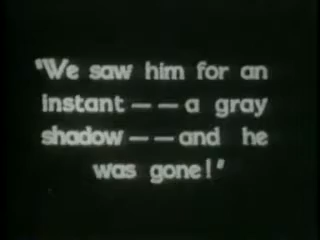 "We saw him for an
instant -- a gray
shadow -- and he
was gone!"